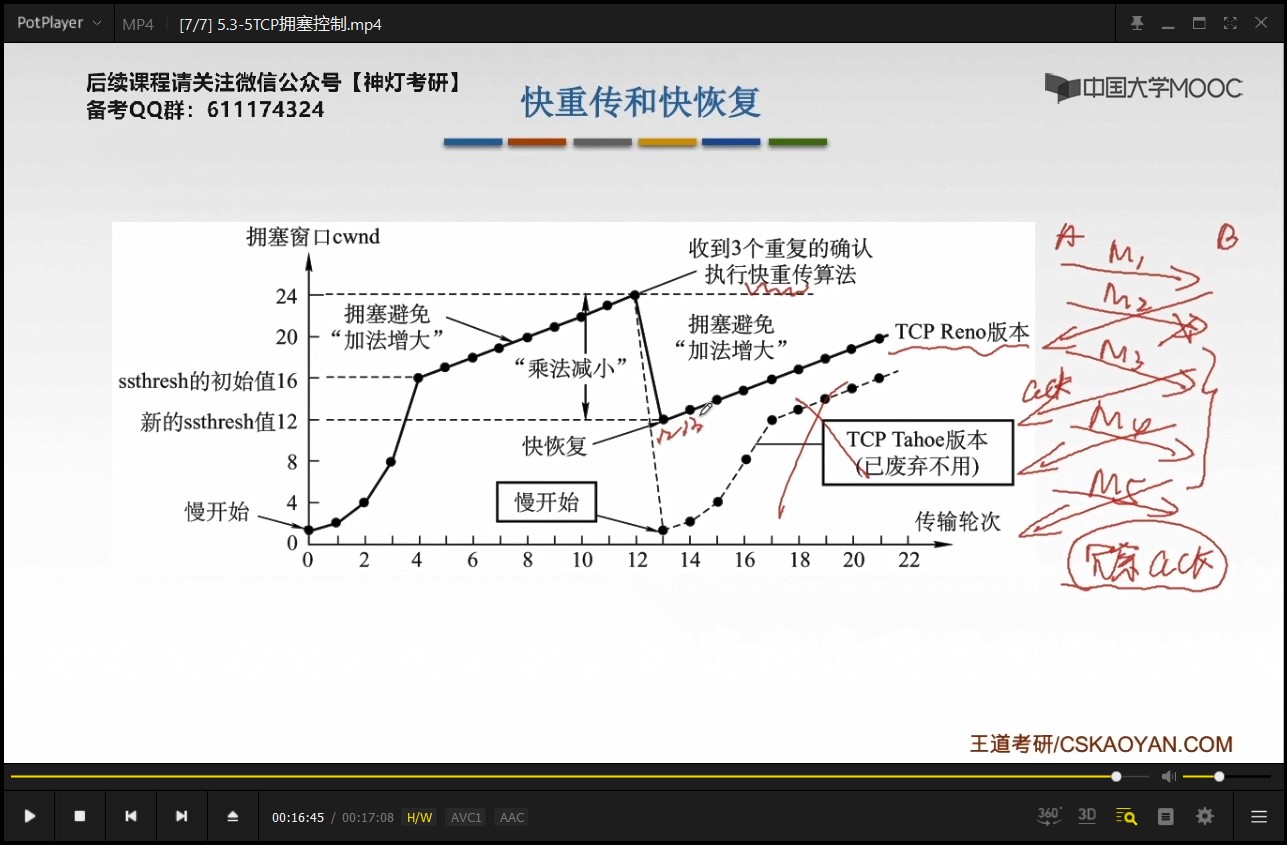 PotPlayer
MP4
[7/7] 5.3-5TCP拥塞控制.mp4
后续课程请关注微信公众号【神灯考研】
备考QQ群：611174324
快重传和快恢复
中国大学MOOC
拥塞窗口cwnd
收到3个重复的确认
执行快重传算法
拥塞避免
“加法增大”
“乘法减小”
拥塞避免
“加法增大”
TCP Reno版本
24
20
ssthresh的初始值16
新的ssthresh值12
8
4
0
快恢复
TCP Tahoe版本
(已废弃不用)
慢开始
慢开始
传输轮次
0 2 4 6 8 10 12 14 16 18 20 22
A B
M1
M2
M3
ack
M4
M5
冗余ack
王道考研/CSKAOYAN.COM
00:16:45 / 00:17:08 H/W AVC1 AAC
360° 3D